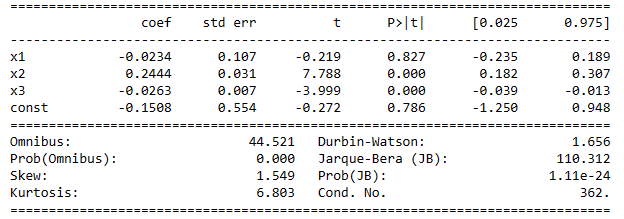 ==============================================================================
coef std err t P>|t| [0.025 0.975]
------------------------------------------------------------------------------
x1 -0.0234 0.107 -0.219 0.827 -0.235 0.189
x2 0.2444 0.031 7.788 0.000 0.182 0.307
x3 -0.0263 0.007 -3.999 0.000 -0.039 -0.013
const -0.1508 0.554 -0.272 0.786 -1.250 0.948
==============================================================================
Omnibus: 44.521 Durbin-Watson: 1.656
Prob(Omnibus): 0.000 Jarque-Bera (JB): 110.312
Skew: 1.549 Prob(JB): 1.11e-24
Kurtosis: 6.803 Cond. No. 362.
==============================================================================